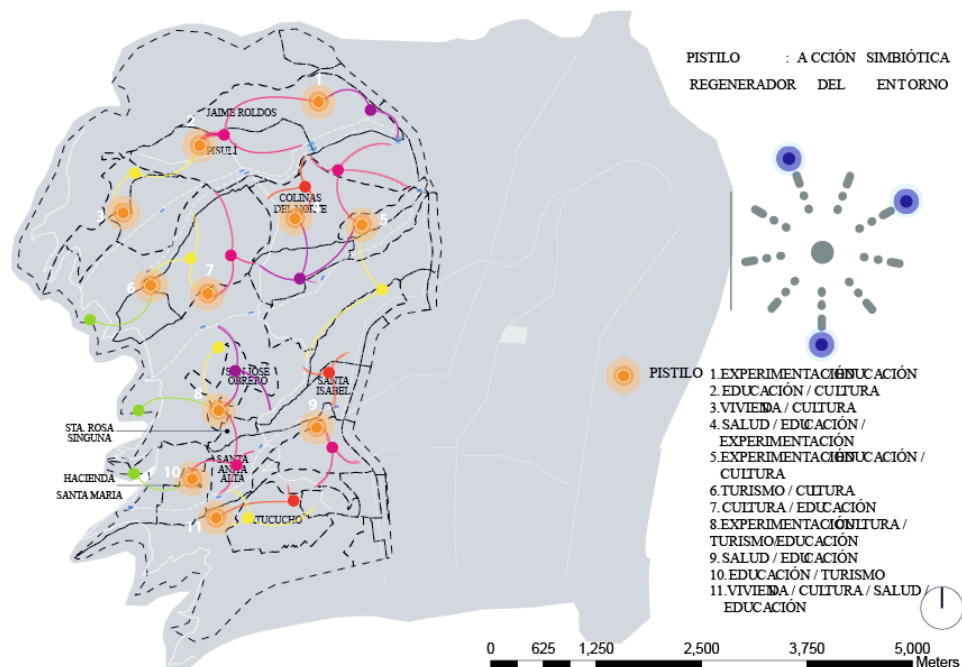 PISTILO : ACCIÓN SIMBIÓTICA
REGENERADOR DEL ENTORNO
1
JAIME ROLDOS
2
PISULI
3
COLINAS
DEL NORTE
5
6
7
SAN JOSE
OBRERO
SANTA
ISABEL
8
9
STA. ROSA
SINGUNA
SANTA
ANITA
ALTA
10
HACIENDA
SANTA MARIA
11
TUCUCHO
PISTILO
1.EXPERIMENTACIÓN EDUCACIÓN
2. EDUCACIÓN / CULTURA
3.VIVIENDA / CULTURA
4.SALUD / EDUCACIÓN /
EXPERIMENTACIÓN
5.EXPERIMENTACIÓN EDUCACIÓN /
CULTURA
6.TURISMO / CULTURA
7. CULTURA / EDUCACIÓN
8.EXPERIMENTACIÓN CULTURA /
TURISMO/EDUCACIÓN
9. SALUD / EDUCACIÓN
10. EDUCACIÓN / TURISMO
11.VIVIENDA / CULTURA / SALUD /
EDUCACIÓN
0 625 1,250 2,500 3,750 5,000
Meters